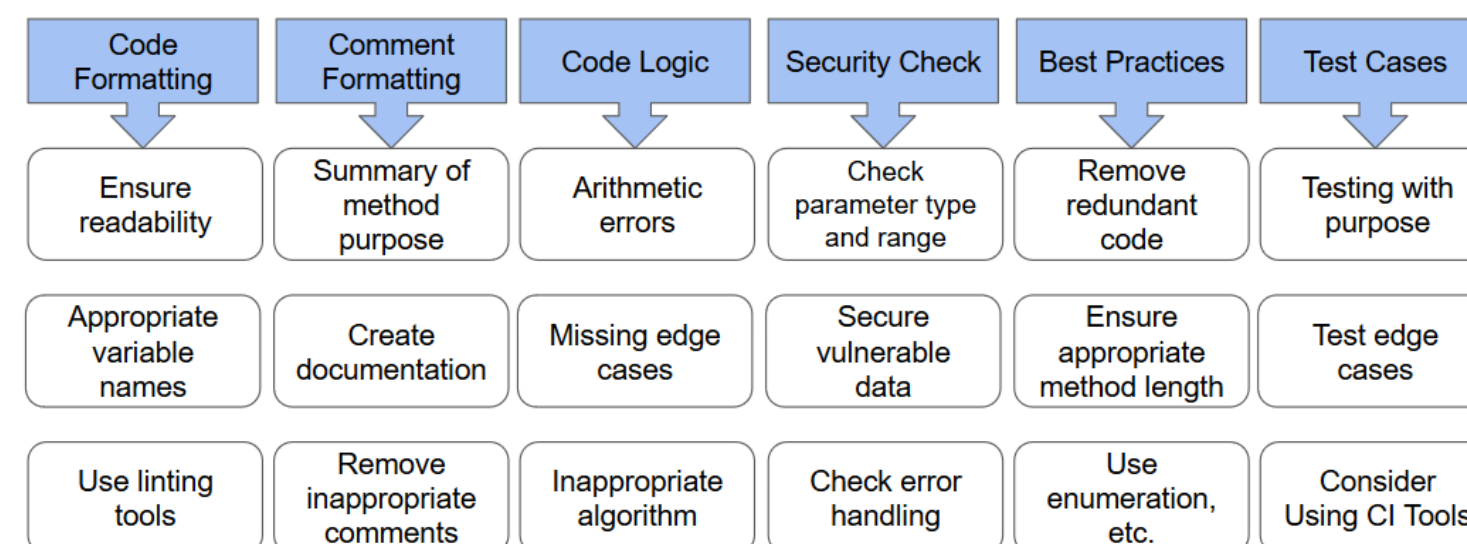 Code
Formatting
Comment
Formatting
Code Logic
Security Check
Best Practices
Test Cases
Ensure
readability
Summary of
method
purpose
Arithmetic
errors
Check
parameter type
and range
Remove
redundant
code
Testing with
purpose
Appropriate
variable
names
Create
documentation
Missing edge
cases
Secure
vulnerable
data
Ensure
appropriate
method length
Test edge
cases
Use linting
tools
Remove
inappropriate
comments
Inappropriate
algorithm
Check error
handling
Use
enumeration,
etc.
Consider
Using CI Tools